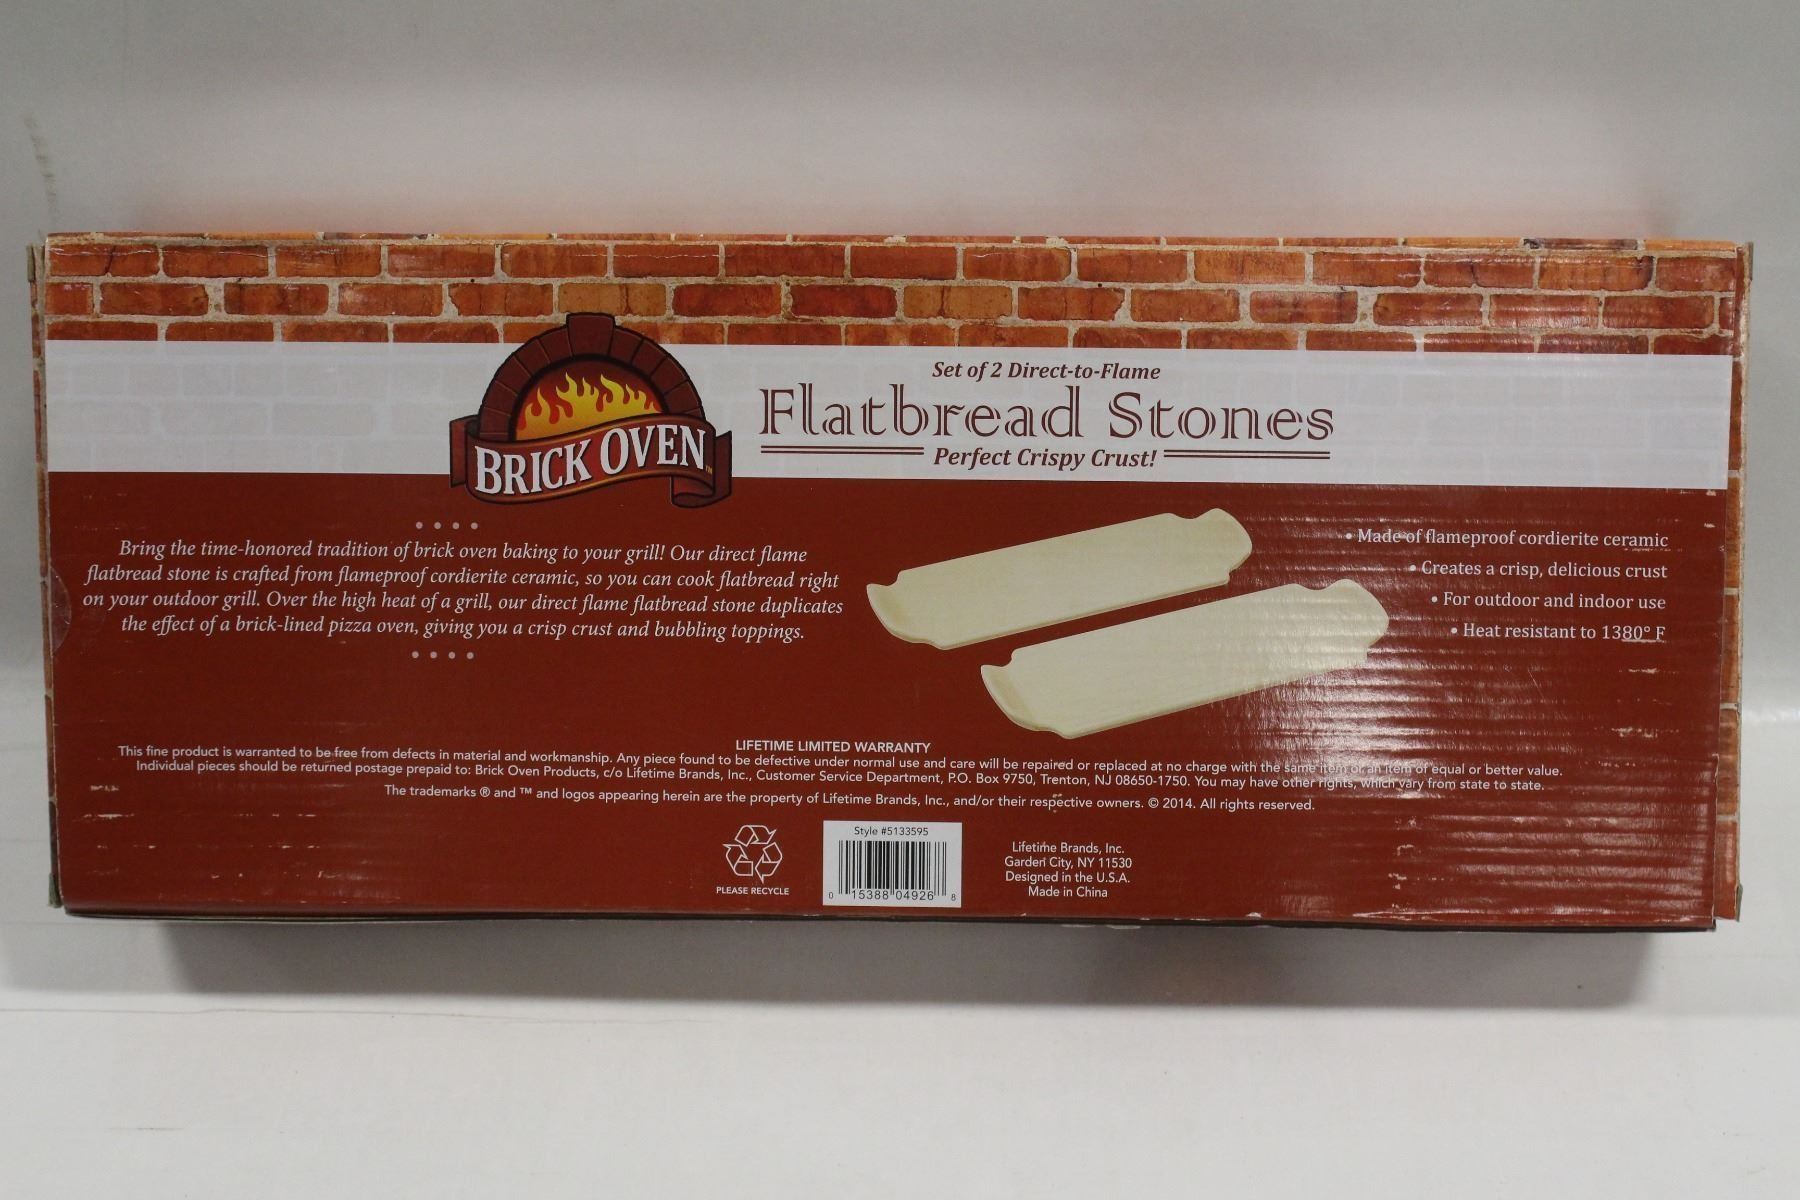 BRICK OVEN™
Set of 2 Direct-to-Flame
Flatbread Stones
Perfect Crispy Crust!
Bring the time-honored tradition of brick oven baking to your grill! Our direct flame
flatbread stone is crafted from flameproof cordierite ceramic, so you can cook flatbread right
on your outdoor grill. Over the high heat of a grill, our direct flame flatbread stone duplicates
the effect of a brick-lined pizza oven, giving you a crisp crust and bubbling toppings.
• Made of flameproof cordierite ceramic
• Creates a crisp, delicious crust
• For outdoor and indoor use
• Heat resistant to 1380° F
LIFETIME LIMITED WARRANTY
This fine product is warranted to be free from defects in material and workmanship. Any piece found to be defective under normal use and care will be repaired or replaced at no charge with the same item or an item of equal or better value.
Individual pieces should be returned postage prepaid to: Brick Oven Products, c/o Lifetime Brands, Inc., Customer Service Department, P.O. Box 9750, Trenton, NJ 08650-1750. You may have other rights, which vary from state to state.
The trademarks ® and ™ and logos appearing herein are the property of Lifetime Brands, Inc., and/or their respective owners. © 2014. All rights reserved.
PLEASE RECYCLE
Style #5133595
0 15388 04926 8
Lifetime Brands, Inc.
Garden City, NY 11530
Designed in the U.S.A.
Made in China